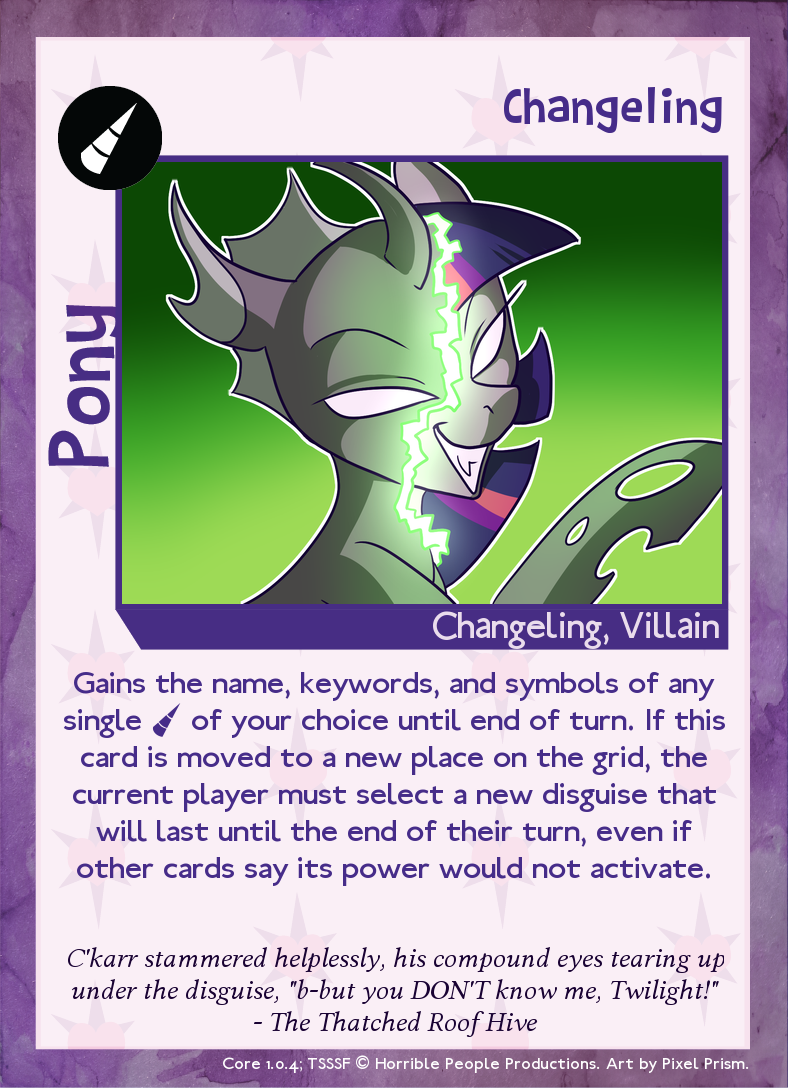 Changeling
Pony
Changeling, Villain
Gains the name, keywords, and symbols of any
single of your choice until end of turn. If this
card is moved to a new place on the grid, the
current player must select a new disguise that
will last until the end of their turn, even if
other cards say its power would not activate.
C'karr stammered helplessly, his compound eyes tearing up
under the disguise, "b-but you DON'T know me, Twilight!"
- The Thatched Roof Hive
Core 1.0.4; TSSSF © Horrible People Productions. Art by Pixel Prism.